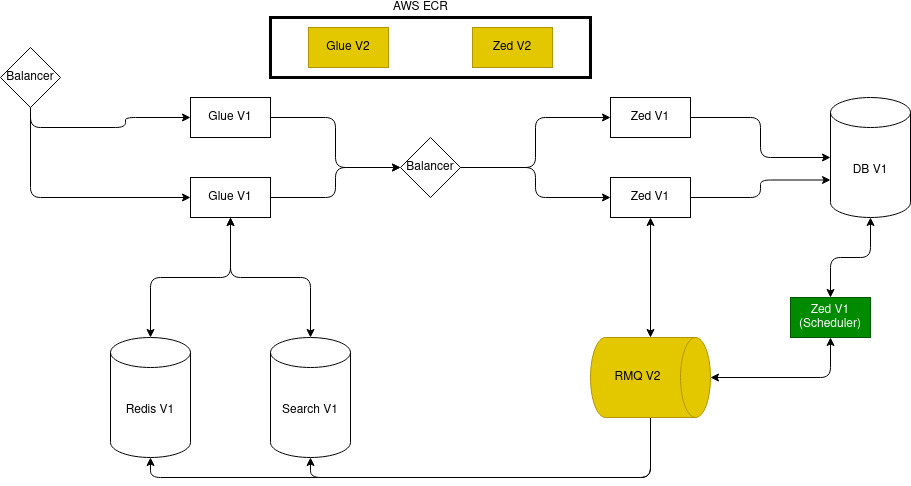 AWS ECR
Glue V2
Zed V2
Balancer
Glue V1
Zed V1
Balancer
DB V1
Glue V1
Zed V1
Zed V1
(Scheduler)
RMQ V2
Redis V1
Search V1